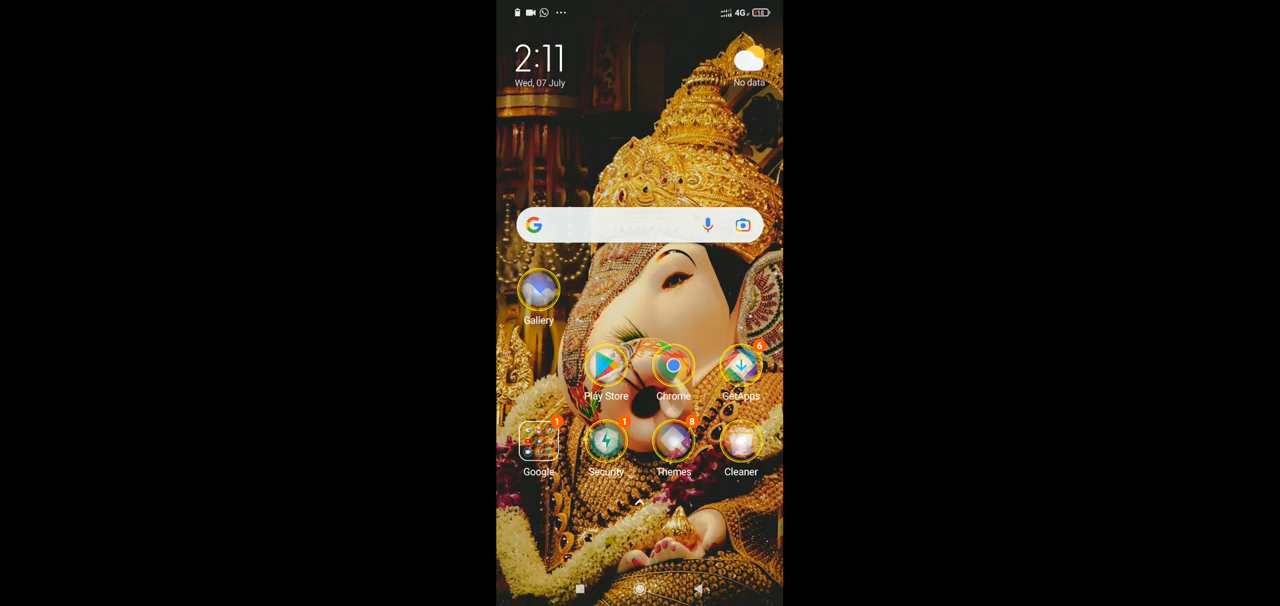 4G
18
2:11
Wed, 07 July
No data
Gallery
6
Play Store
Chrome
GetApps
1
1
8
Google
Security
Themes
Cleaner